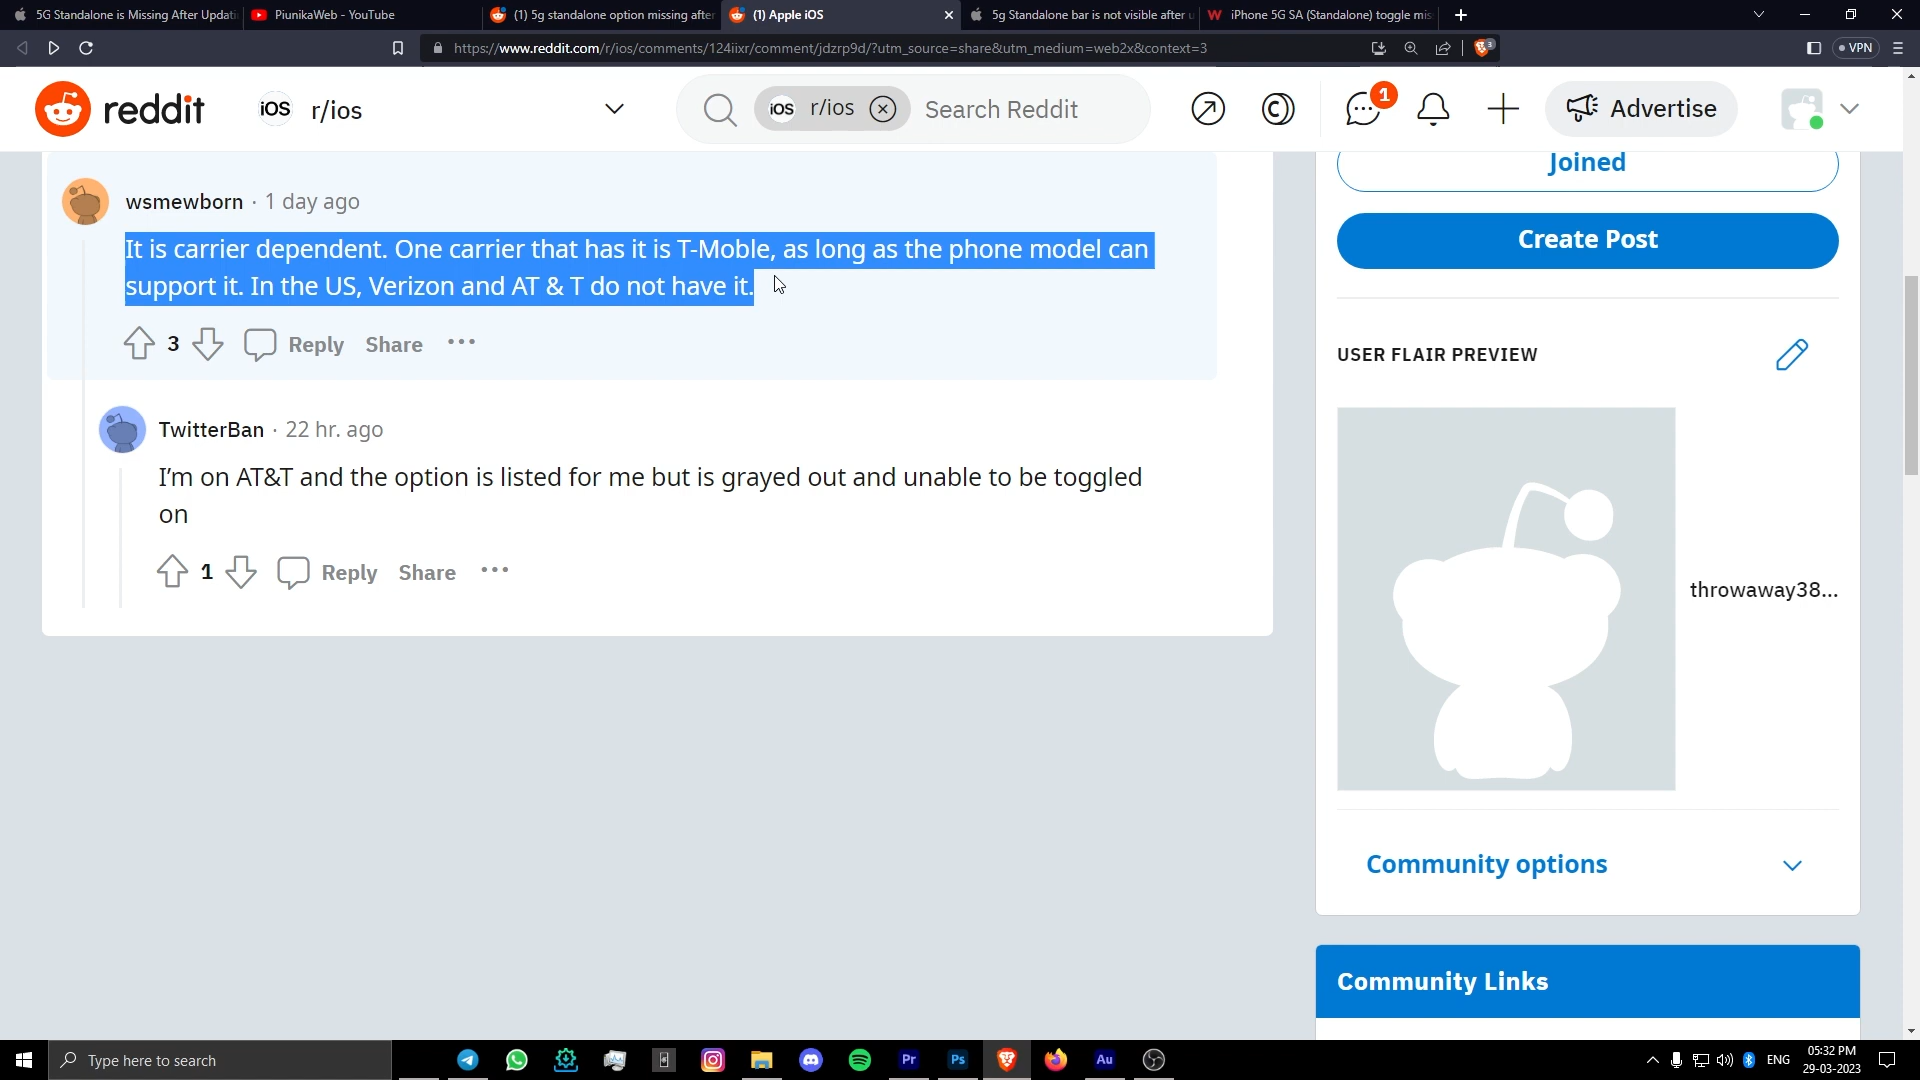 5G Standalone is Missing After Updati
PiunikaWeb - YouTube
(1) 5g standalone option missing after
(1) Apple iOS
5g Standalone bar is not visible after u
iPhone 5G SA (Standalone) toggle mis
https://www.reddit.com/r/ios/comments/124iixr/comment/jdzrp9d/?utm_source=share&utm_medium=web2x&context=3
3
VPN
reddit
iOS
r/ios
iOS r/ios
Search Reddit
1
Advertise
wsmewborn · 1 day ago
It is carrier dependent. One carrier that has it is T-Moble, as long as the phone model can
support it. In the US, Verizon and AT & T do not have it.
3 Reply Share ···
TwitterBan · 22 hr. ago
I'm on AT&T and the option is listed for me but is grayed out and unable to be toggled
on
1 Reply Share ···
Joined
Create Post
USER FLAIR PREVIEW
throwaway38...
Community options
Community Links
Type here to search
Pr
Ps
Au
ENG
05:32 PM
29-03-2023